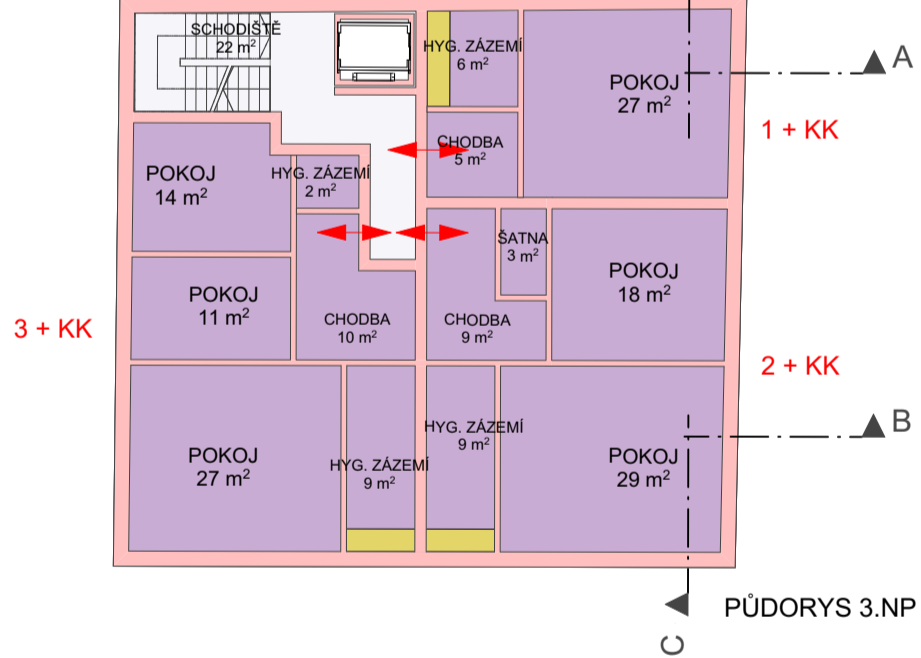 SCHODIŠTĚ
22 m²
HYG. ZÁZEMÍ
6 m²
POKOJ
27 m²
A
1 + KK
CHODBA
5 m²
POKOJ
14 m²
HYG. ZÁZEMÍ
2 m²
ŠATNA
3 m²
POKOJ
18 m²
POKOJ
11 m²
CHODBA
10 m²
CHODBA
9 m²
3 + KK
2 + KK
B
HYG. ZÁZEMÍ
9 m²
POKOJ
27 m²
HYG. ZÁZEMÍ
9 m²
POKOJ
29 m²
PŮDORYS 3.NP
C